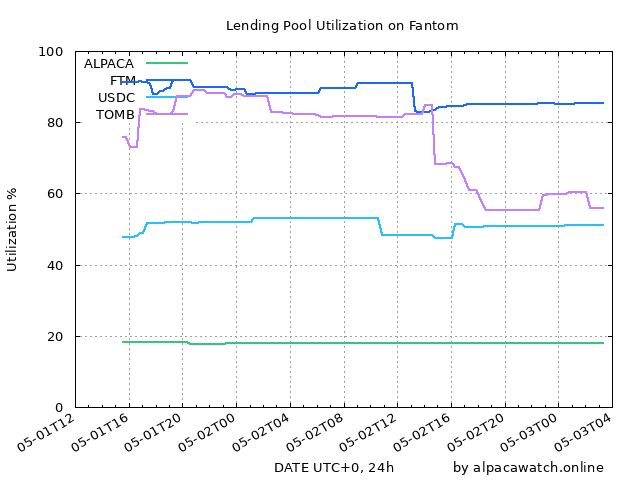 Lending Pool Utilization on Fantom
100
80
60
40
20
0
Utilization %
ALPACA
FTM
USDC
TOMB
05-01T12
05-01T16
05-01T20
05-02T00
05-02T04
05-02T08
05-02T12
05-02T16
05-02T20
05-03T00
05-03T04
DATE UTC+0, 24h
by alpacawatch.online